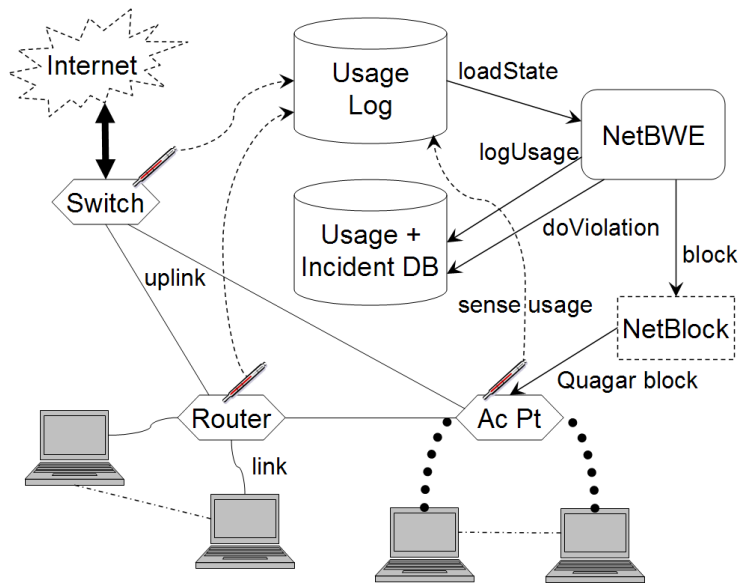 Internet
Usage
Log
loadState
NetBWE
logUsage
Switch
Usage +
Incident DB
doViolation
block
uplink
sense usage
NetBlock
Quagar block
Router
Ac Pt
link